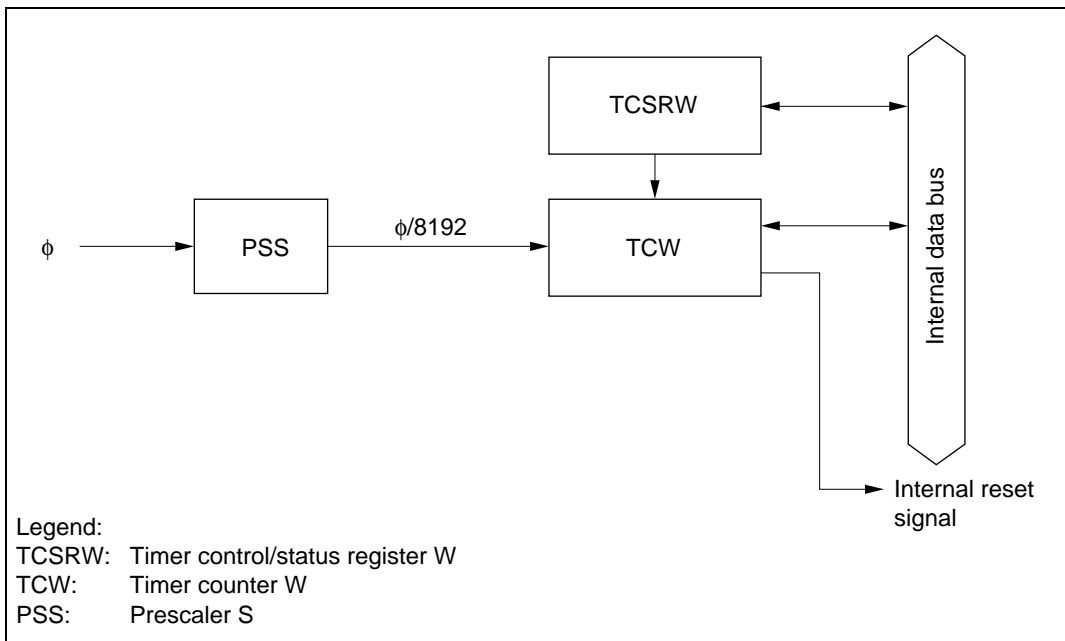 TCSRW
ϕ
PSS
ϕ/8192
TCW
Internal data bus
Internal reset
signal
Legend:
TCSRW: Timer control/status register W
TCW: Timer counter W
PSS: Prescaler S